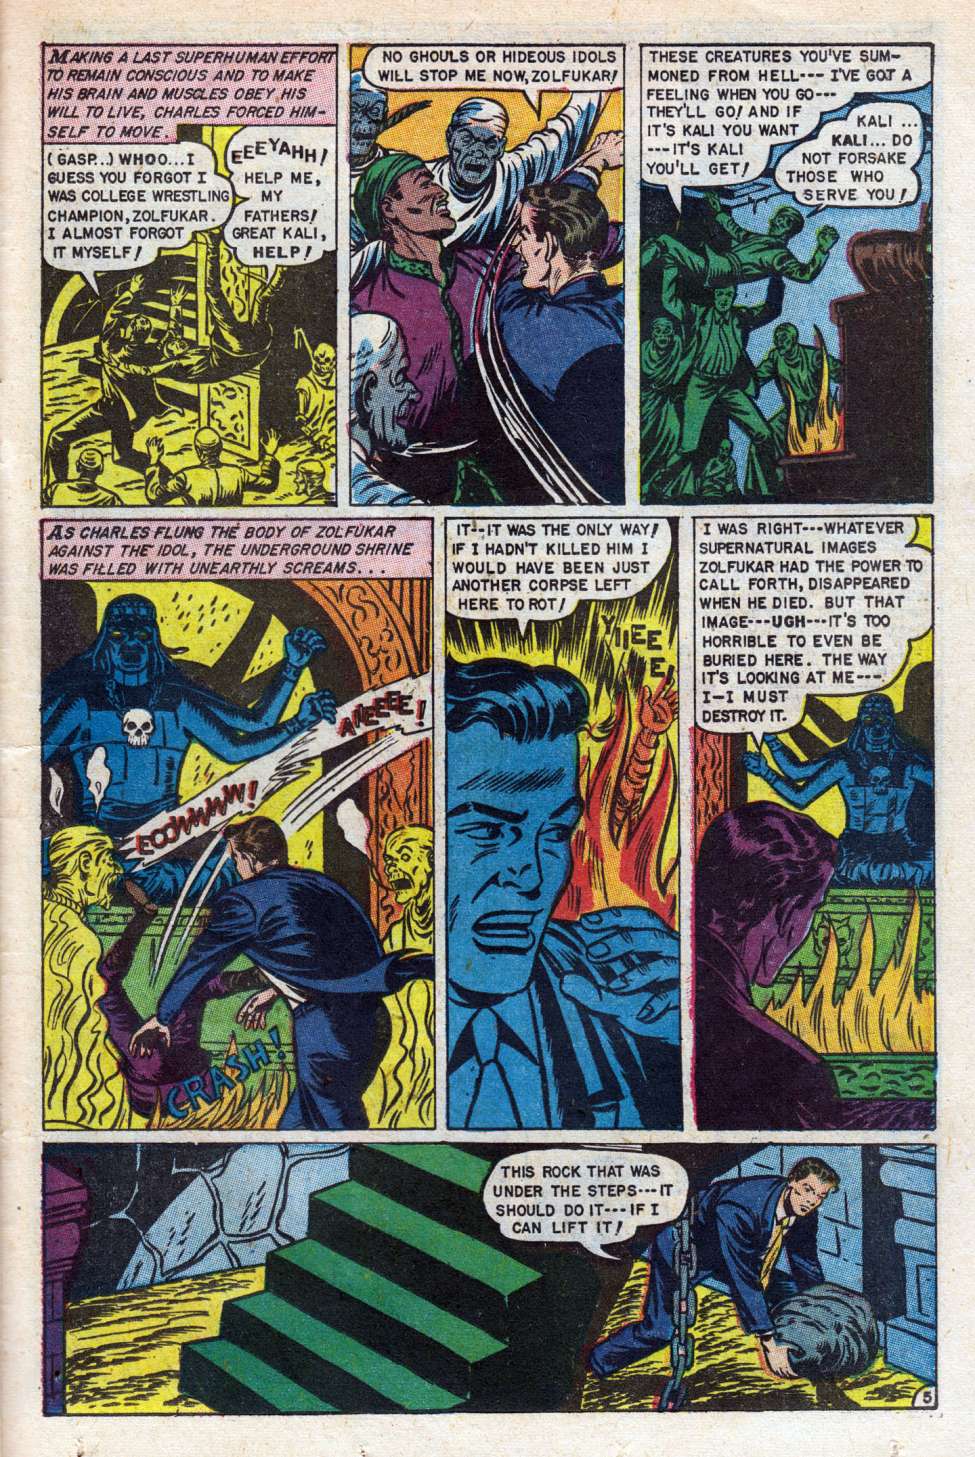 MAKING A LAST SUPERHUMAN EFFORT
TO REMAIN CONSCIOUS AND TO MAKE
HIS BRAIN AND MUSCLES OBEY HIS
WILL TO LIVE, CHARLES FORCED HIM-
SELF TO MOVE.
(GASP..) WHOO...I
GUESS YOU FORGOT I
WAS COLLEGE WRESTLING
CHAMPION, ZOLFUKAR.
I ALMOST FORGOT
IT MYSELF!
EEEYAHH!
HELP ME,
MY
FATHERS!
GREAT KALI,
HELP!
NO GHOULS OR HIDEOUS IDOLS
WILL STOP ME NOW, ZOLFUKAR!
THESE CREATURES YOU'VE SUM-
MONED FROM HELL--- I'VE GOT A
FEELING WHEN YOU GO---
THEY'LL GO! AND IF
IT'S KALI YOU WANT
---IT'S KALI
YOU'LL GET!
KALI ...
KALI... DO
NOT FORSAKE
THOSE WHO
SERVE YOU!
AS CHARLES FLUNG THE BODY OF ZOLFUKAR
AGAINST THE IDOL, THE UNDERGROUND SHRINE
WAS FILLED WITH UNEARTHLY SCREAMS...
AIIEEEE!
EOOWWWW!
CRASH!
IT--IT WAS THE ONLY WAY!
IF I HADN'T KILLED HIM I
WOULD HAVE BEEN JUST
ANOTHER CORPSE LEFT
HERE TO ROT!
YIIEEE
E!
I WAS RIGHT---WHATEVER
SUPERNATURAL IMAGES
ZOLFUKAR HAD THE POWER TO
CALL FORTH, DISAPPEARED
WHEN HE DIED. BUT THAT
IMAGE---UGH---IT'S TOO
HORRIBLE TO EVEN BE
BURIED HERE. THE WAY
IT'S LOOKING AT ME---
I-I MUST
DESTROY IT.
THIS ROCK THAT WAS
UNDER THE STEPS---IT
SHOULD DO IT---IF I
CAN LIFT IT!
5